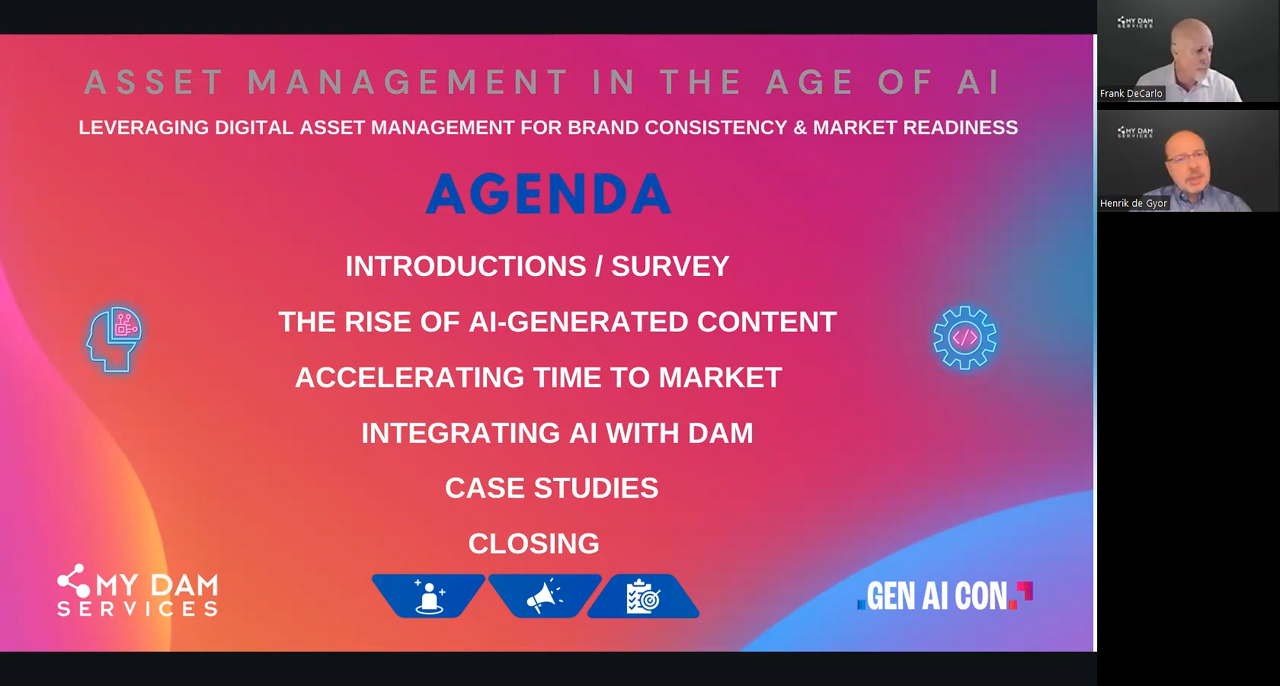 ASSET MANAGEMENT IN THE AGE OF AI
LEVERAGING DIGITAL ASSET MANAGEMENT FOR BRAND CONSISTENCY & MARKET READINESS
AGENDA
INTRODUCTIONS / SURVEY
THE RISE OF AI-GENERATED CONTENT
ACCELERATING TIME TO MARKET
INTEGRATING AI WITH DAM
CASE STUDIES
CLOSING
MY DAM
SERVICES
.GEN AI CON.
MY DAM
SERVICES
Frank DeCarlo
MY DAM
SERVICES
Henrik de Gyor